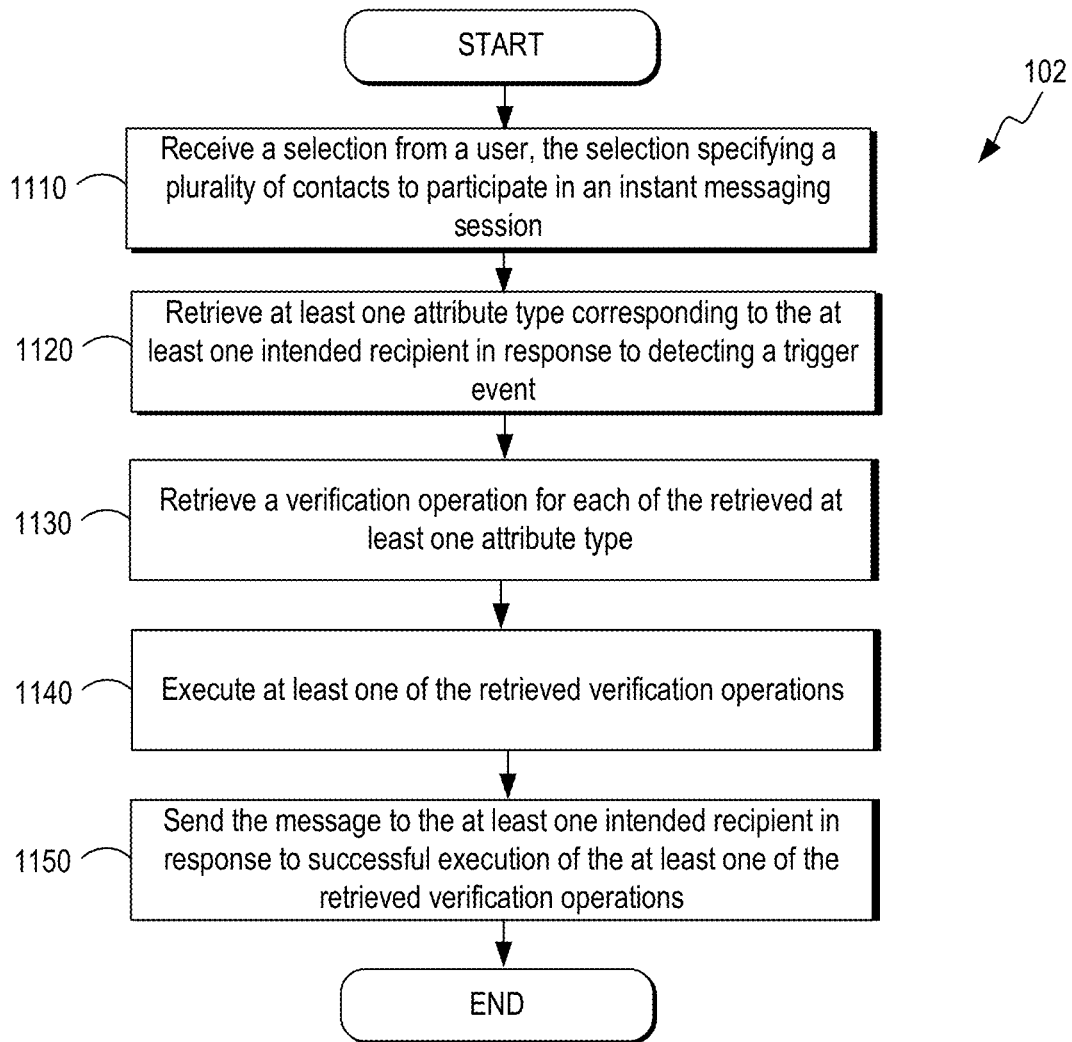 START
102
1110
Receive a selection from a user, the selection specifying a
plurality of contacts to participate in an instant messaging
session
1120
Retrieve at least one attribute type corresponding to the at
least one intended recipient in response to detecting a trigger
event
1130
Retrieve a verification operation for each of the retrieved at
least one attribute type
1140
Execute at least one of the retrieved verification operations
1150
Send the message to the at least one intended recipient in
response to successful execution of the at least one of the
retrieved verification operations
END